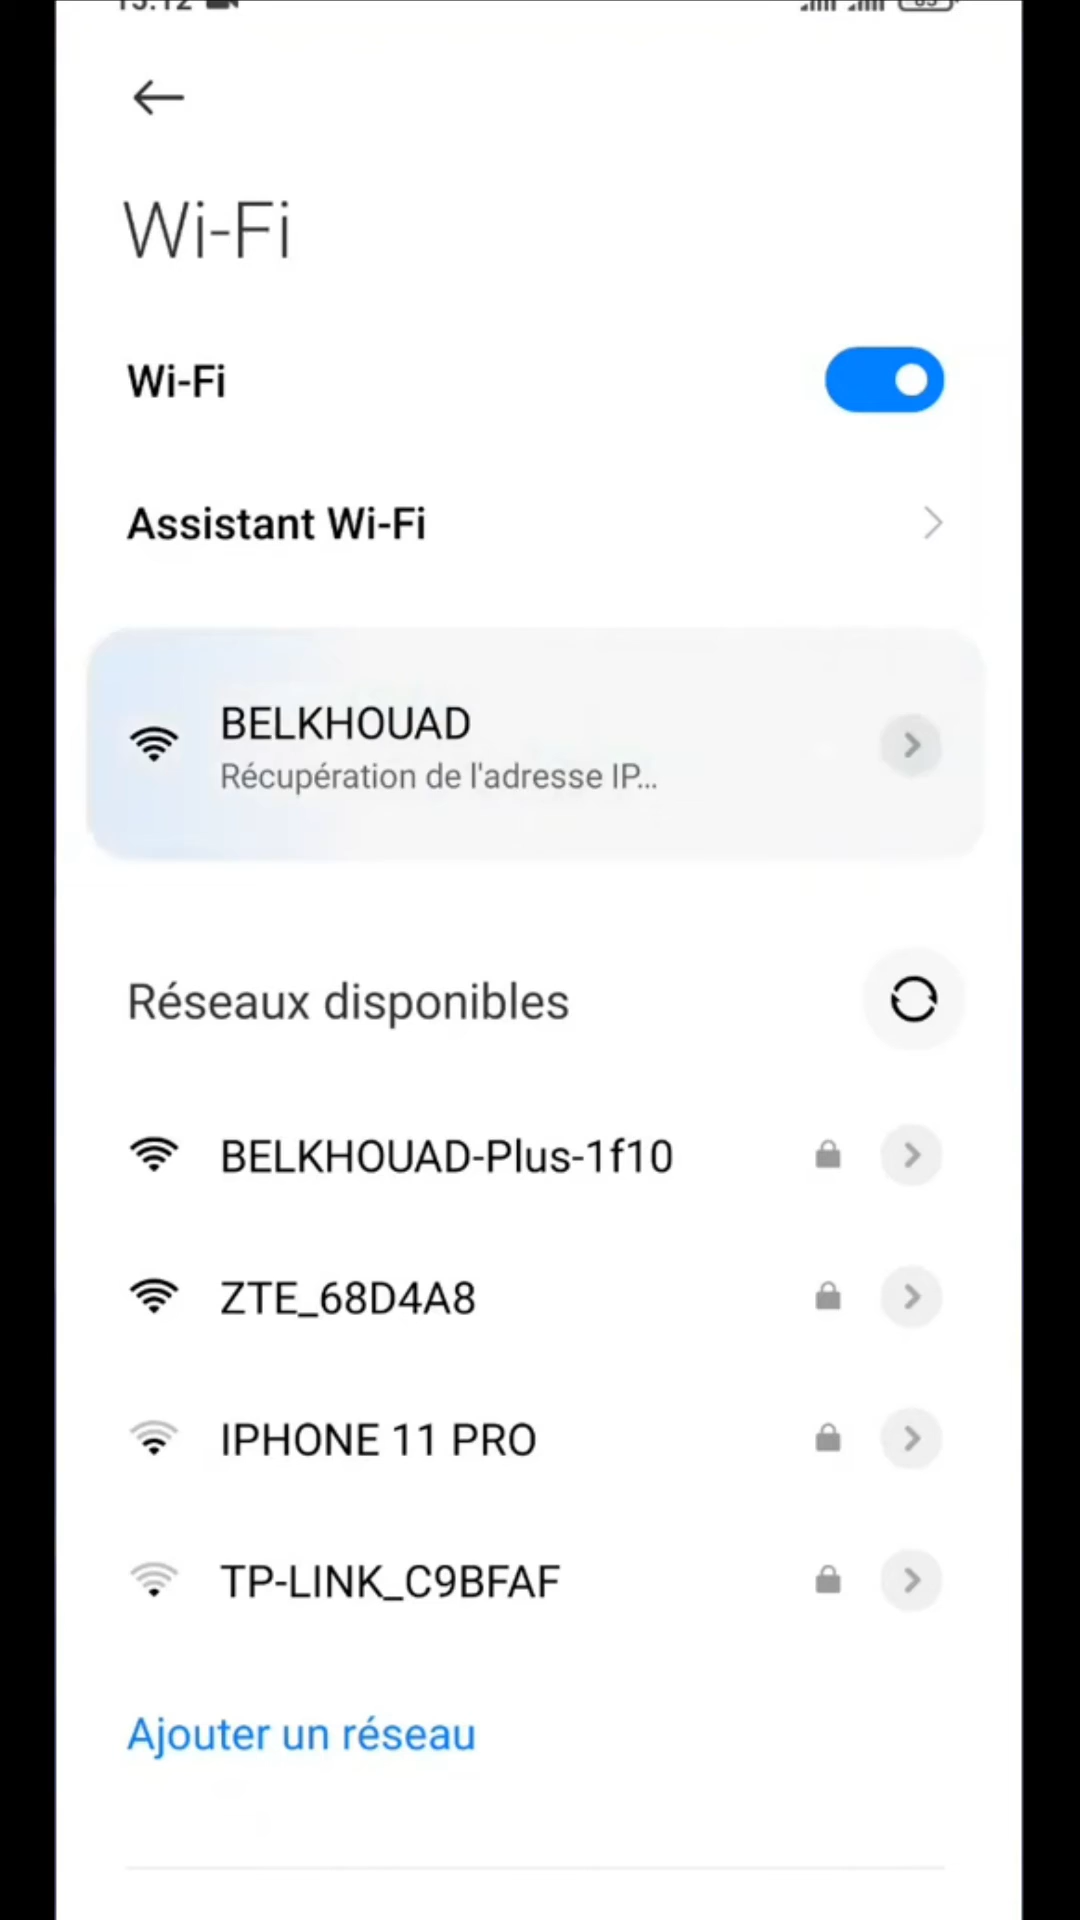 Wi-Fi
Wi-Fi
Assistant Wi-Fi
BELKHOUAD
Récupération de l'adresse IP...
Réseaux disponibles
BELKHOUAD-Plus-1f10
ZTE_68D4A8
IPHONE 11 PRO
TP-LINK_C9BFAF
Ajouter un réseau